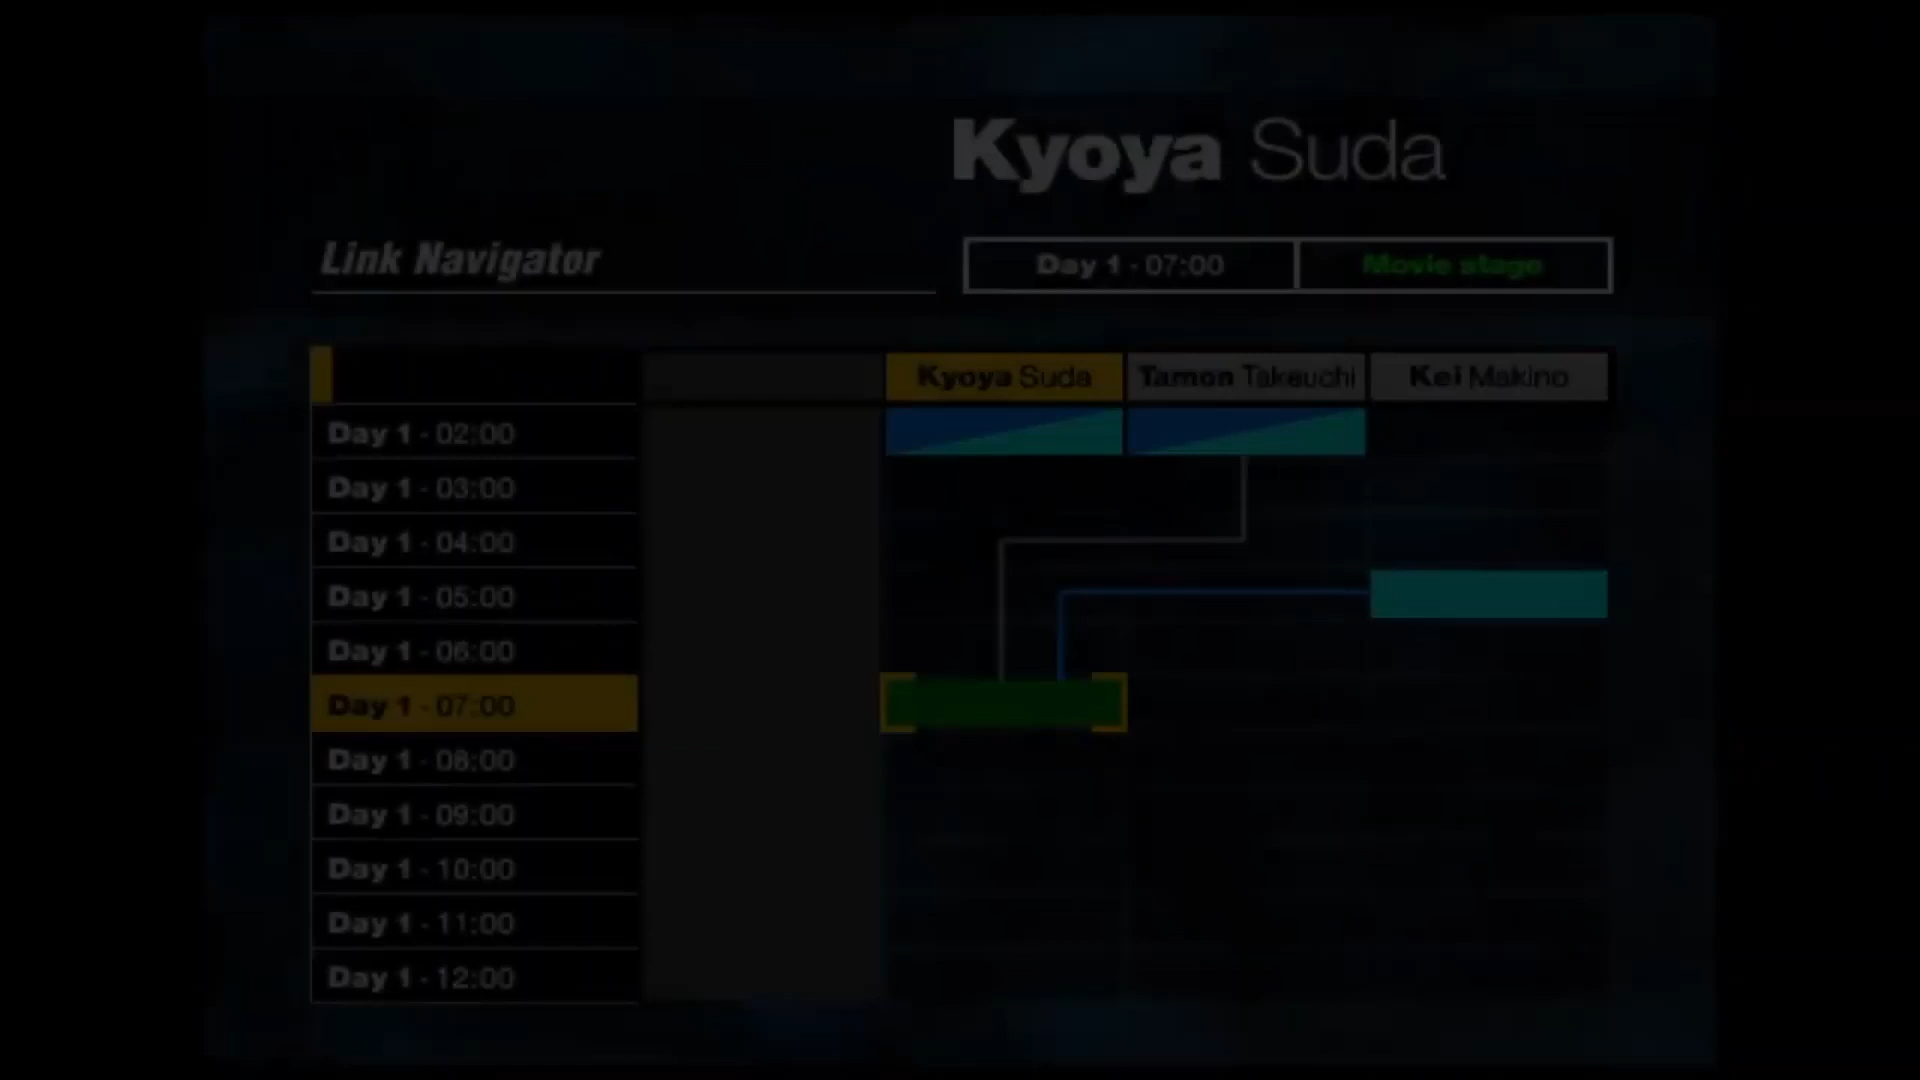 Kyoya Suda
Link Navigator
Day 1 - 07:00 Movie stage
Kyoya Suda Tamon Takeuchi Kei Makino
Day 1 - 02:00
Day 1 - 03:00
Day 1 - 04:00
Day 1 - 05:00
Day 1 - 06:00
Day 1 - 07:00
Day 1 - 08:00
Day 1 - 09:00
Day 1 - 10:00
Day 1 - 11:00
Day 1 - 12:00